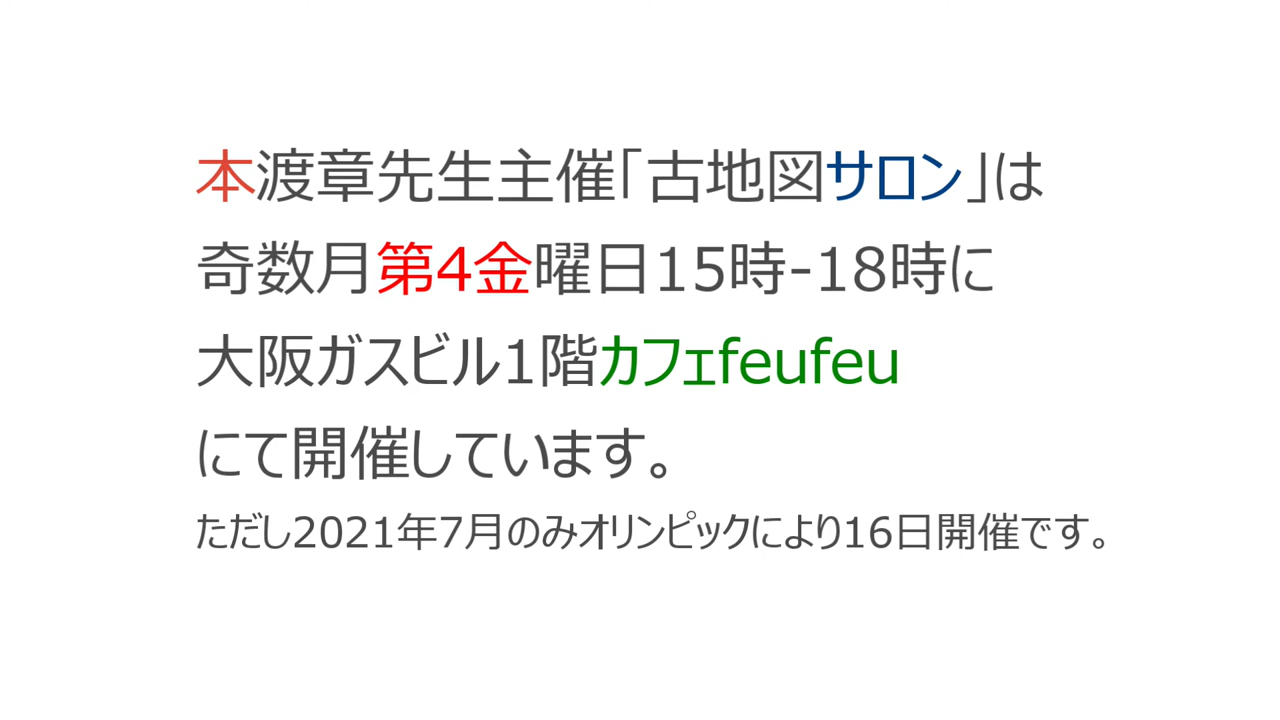 本渡章先生主催「古地図サロン」は
奇数月第4金曜日15時-18時に
大阪ガスビル1階カフェfeufeu
にて開催しています。
ただし2021年7月のみオリンピックにより16日開催です。